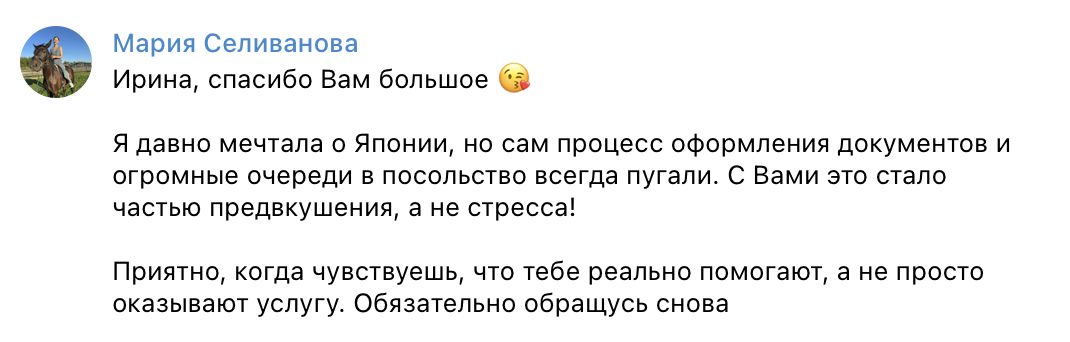 Мария Селиванова
Ирина, спасибо Вам большое 😘
Я давно мечтала о Японии, но сам процесс оформления документов и
огромные очереди в посольство всегда пугали. С Вами это стало
частью предвкушения, а не стресса!
Приятно, когда чувствуешь, что тебе реально помогают, а не просто
оказывают услугу. Обязательно обращусь снова